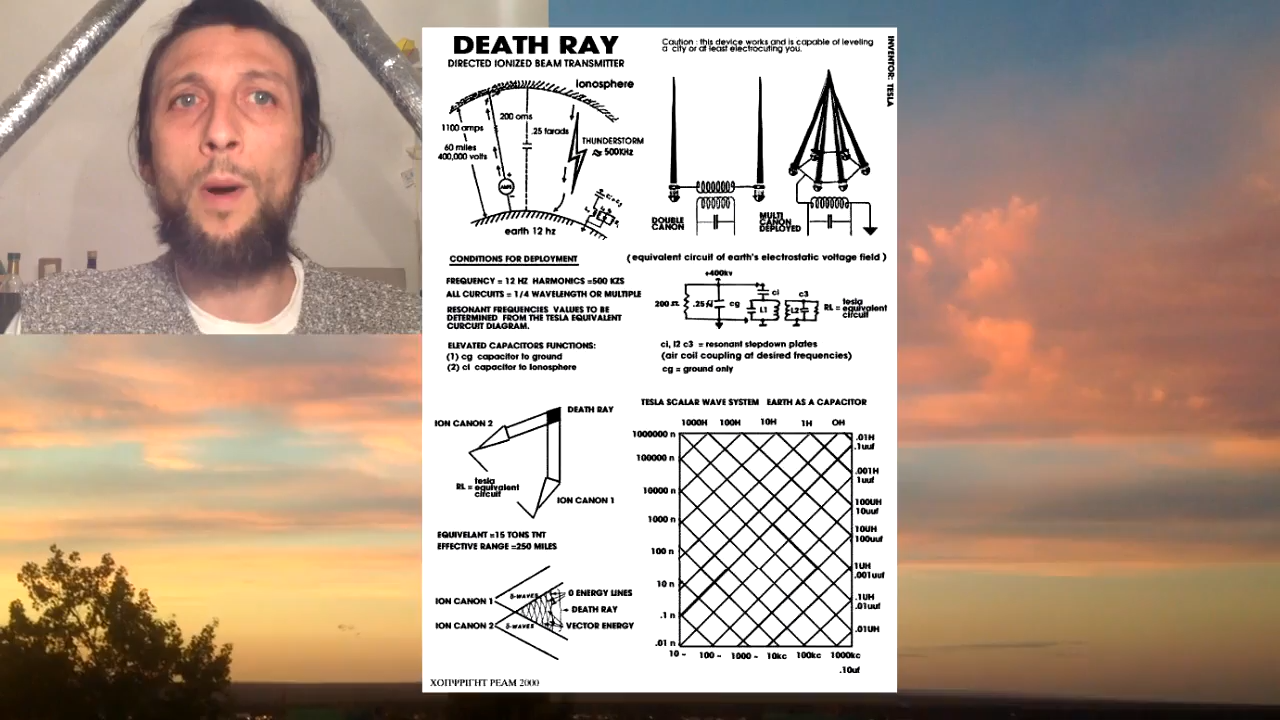 DEATH RAY
DIRECTED IONIZED BEAM TRANSMITTER
Caution : this device works and is capable of leveling
a city or at least electrocuting you.
INVENTOR: TESLA
ionosphere
1100 amps
60 miles
400,000 volts
200 oms
.25 farads
THUNDERSTORM
≈ 500KHz
earth 12 hz
DOUBLE
CANON
MULTI
CANON
DEPLOYED
CONDITIONS FOR DEPLOYMENT
FREQUENCY = 12 HZ HARMONICS =500 KZS
ALL CURCUITS = 1/4 WAVELENGTH OR MULTIPLE
RESONANT FREQUENCIES VALUES TO BE
DETERMINED FROM THE TESLA EQUIVALENT
CURCUIT DIAGRAM.
ELEVATED CAPACITORS FUNCTIONS:
(1) cg capacitor to ground
(2) ci capacitor to Ionosphere
( equivalent circuit of earth's electrostatic voltage field )
+400kv
200 Ω
cg
ci
L1
c3
L2
RL =
tesla
equivalent
circuit
ci, l2 c3 = resonant stepdown plates
(air coil coupling at desired frequencies)
cg = ground only
DEATH RAY
ION CANON 2
RL =
tesla
equivalent
circuit
ION CANON 1
EQUIVELANT =15 TONS TNT
EFFECTIVE RANGE =250 MILES
ION CANON 1
ION CANON 2
0 ENERGY LINES
DEATH RAY
VECTOR ENERGY
TESLA SCALAR WAVE SYSTEM EARTH AS A CAPACITOR
1000H 100H 10H 1H OH
1000000 n
100000 n
10000 n
1000 n
100 n
10 n
.1 n
.01 n
.01H
.1uuf
.001H
1uuf
100UH
10uuf
10UH
100uuf
1UH
.001uuf
.1UH
.01uuf
.01UH
10 ~ 100 ~ 1000 ~ 10kc 100kc 1000kc
.10uf
ΧΟΠΨΡΙΓΗΤ ΡΕΑΜ 2000